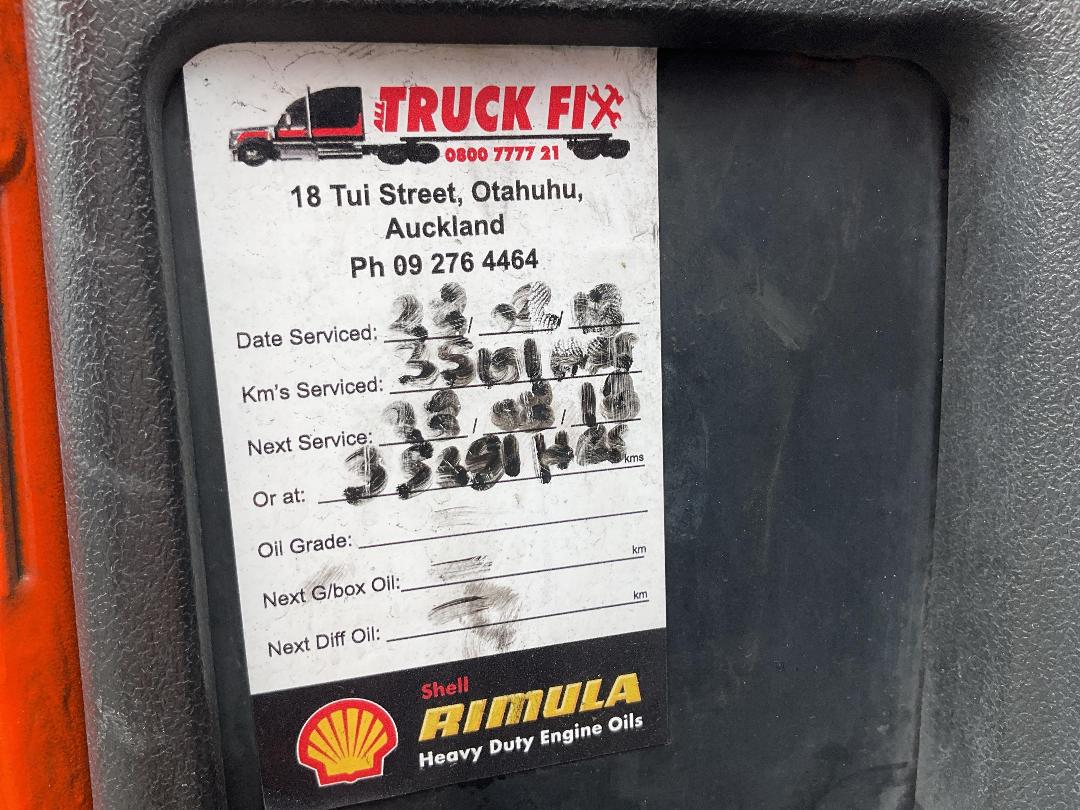 ALL TRUCK FIX
0800 7777 21
18 Tui Street, Otahuhu,
Auckland
Ph 09 276 4464
Date Serviced: / /
Km's Serviced:
Next Service: / /
Or at: kms
Oil Grade:
Next G/box Oil: km
Next Diff Oil: km
Shell
RIMULA
Heavy Duty Engine Oils